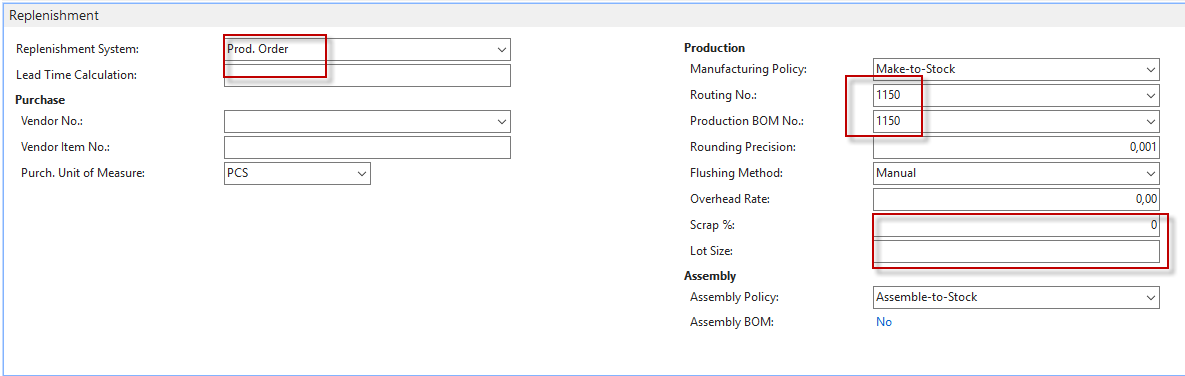 Replenishment
Replenishment System: Prod. Order
Lead Time Calculation:
Purchase
Vendor No.:
Vendor Item No.:
Purch. Unit of Measure: PCS
Production
Manufacturing Policy: Make-to-Stock
Routing No.: 1150
Production BOM No.: 1150
Rounding Precision: 0,001
Flushing Method: Manual
Overhead Rate: 0,00
Scrap %: 0
Lot Size:
Assembly
Assembly Policy: Assemble-to-Stock
Assembly BOM: No